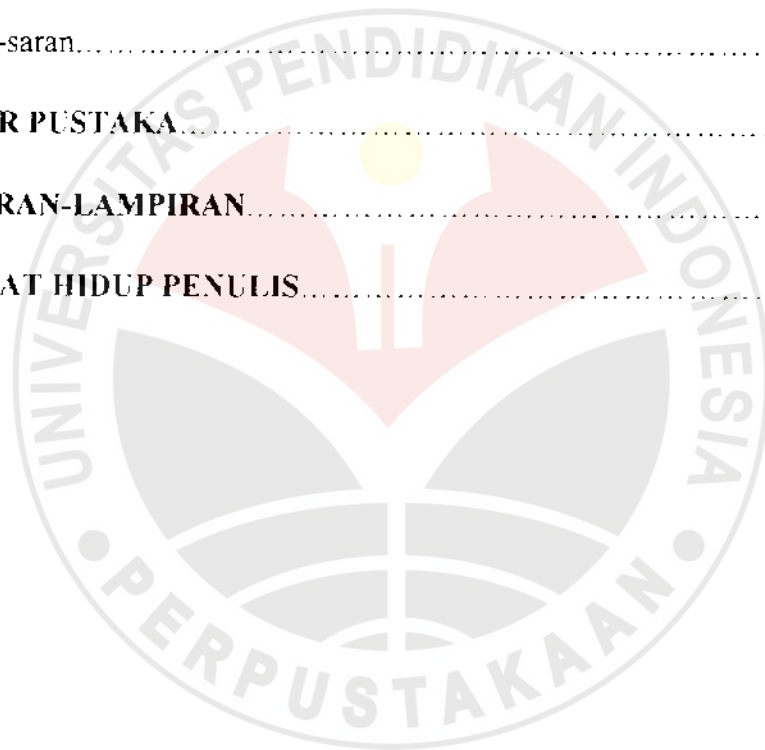 -saran
R PUSTAKA
RAN-LAMPIRAN
AT HIDUP PENULIS
UNIVERSITAS PENDIDIKAN INDONESIA
PERPUSTAKAAN